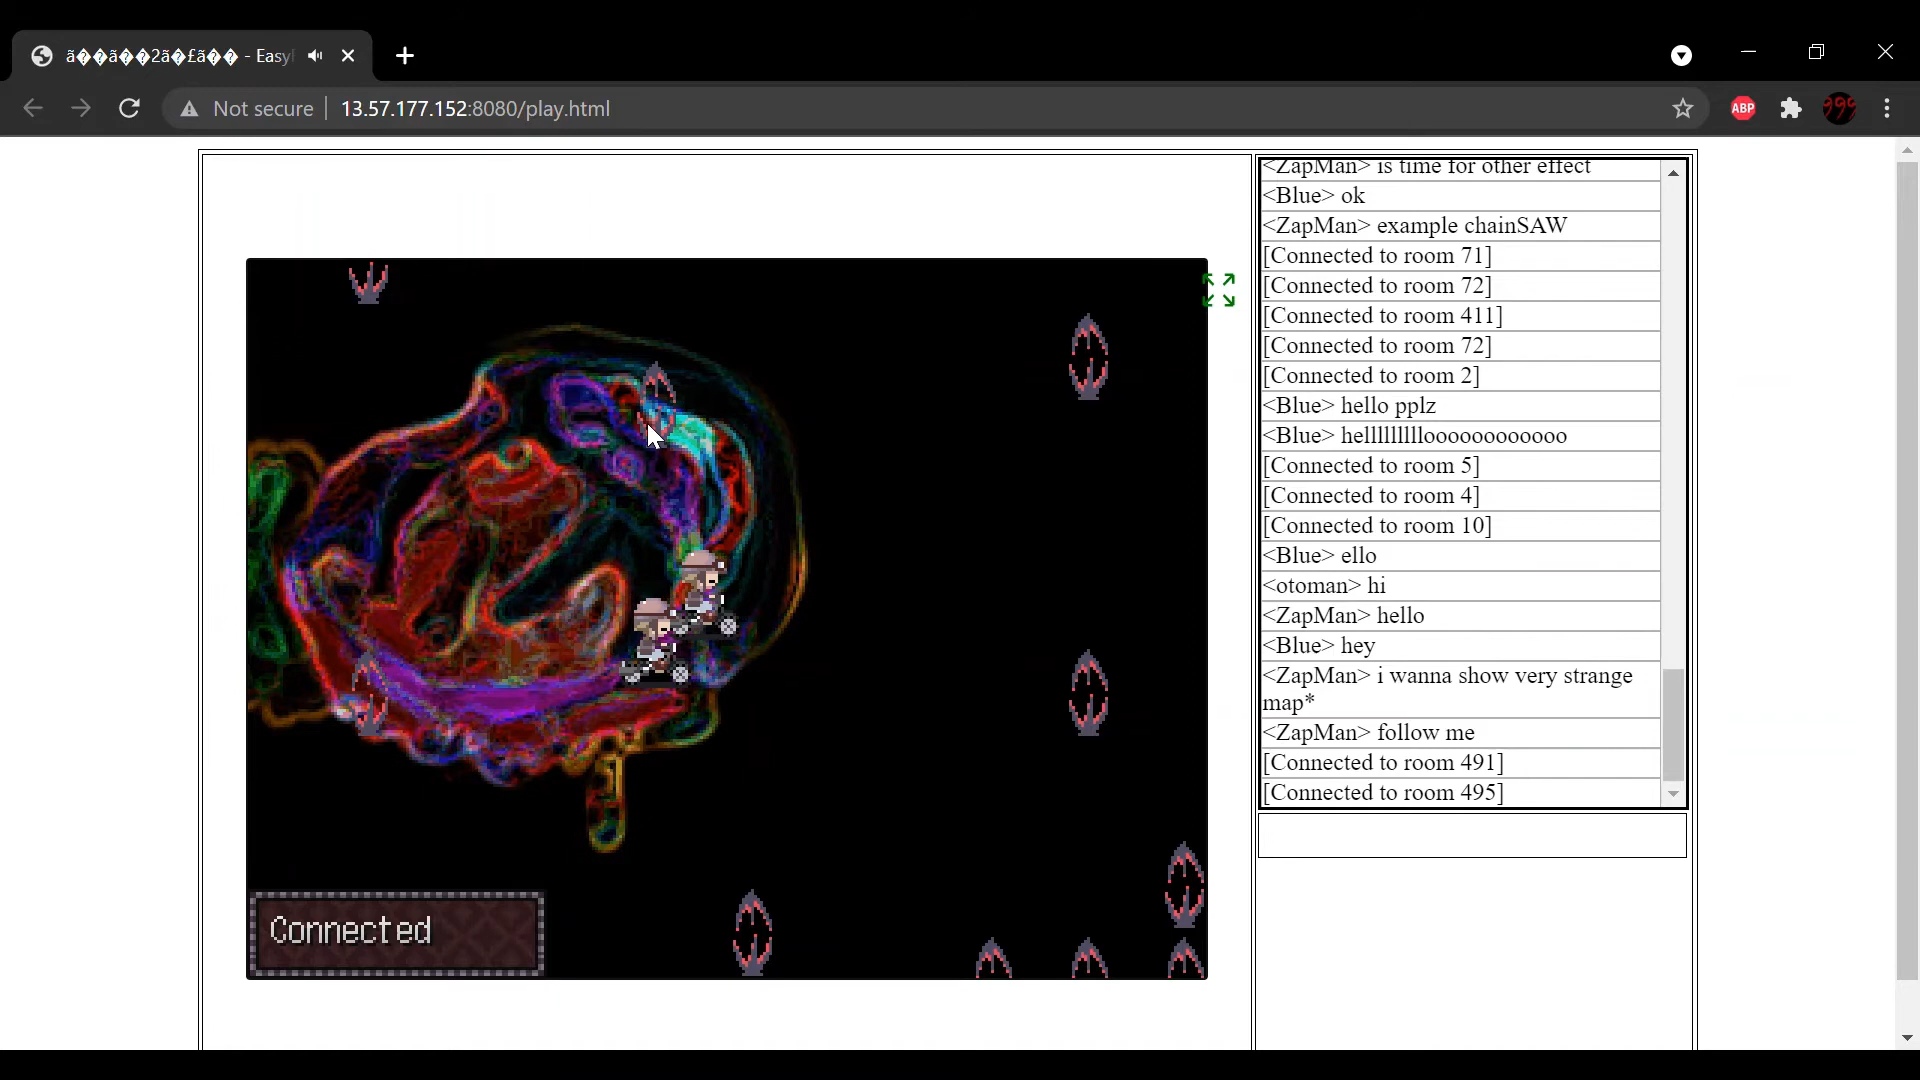 ã��ã��2ã�£ã�� - Easy
Not secure
13.57.177.152:8080/play.html
ABP
999
<ZapMan> is time for other effect
<Blue> ok
<ZapMan> example chainSAW
[Connected to room 71]
[Connected to room 72]
[Connected to room 411]
[Connected to room 72]
[Connected to room 2]
<Blue> hello pplz
<Blue> hellllllllloooooooooooo
[Connected to room 5]
[Connected to room 4]
[Connected to room 10]
<Blue> ello
<otoman> hi
<ZapMan> hello
<Blue> hey
<ZapMan> i wanna show very strange
map*
<ZapMan> follow me
[Connected to room 491]
[Connected to room 495]
Connected